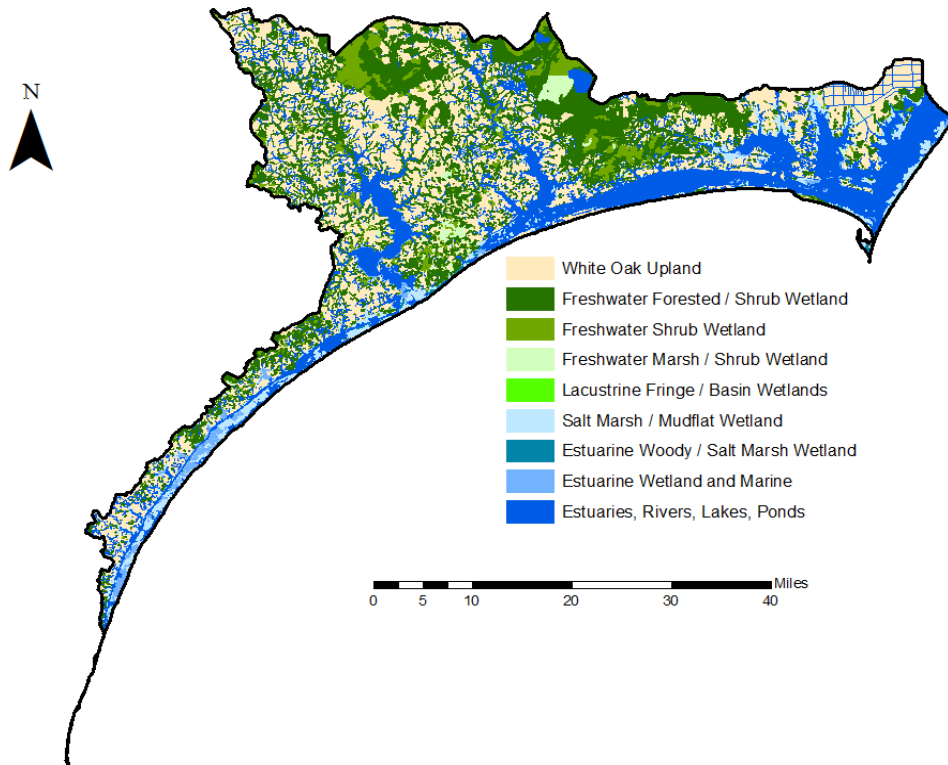 N
White Oak Upland
Freshwater Forested / Shrub Wetland
Freshwater Shrub Wetland
Freshwater Marsh / Shrub Wetland
Lacustrine Fringe / Basin Wetlands
Salt Marsh / Mudflat Wetland
Estuarine Woody / Salt Marsh Wetland
Estuarine Wetland and Marine
Estuaries, Rivers, Lakes, Ponds
Miles
0 5 10 20 30 40